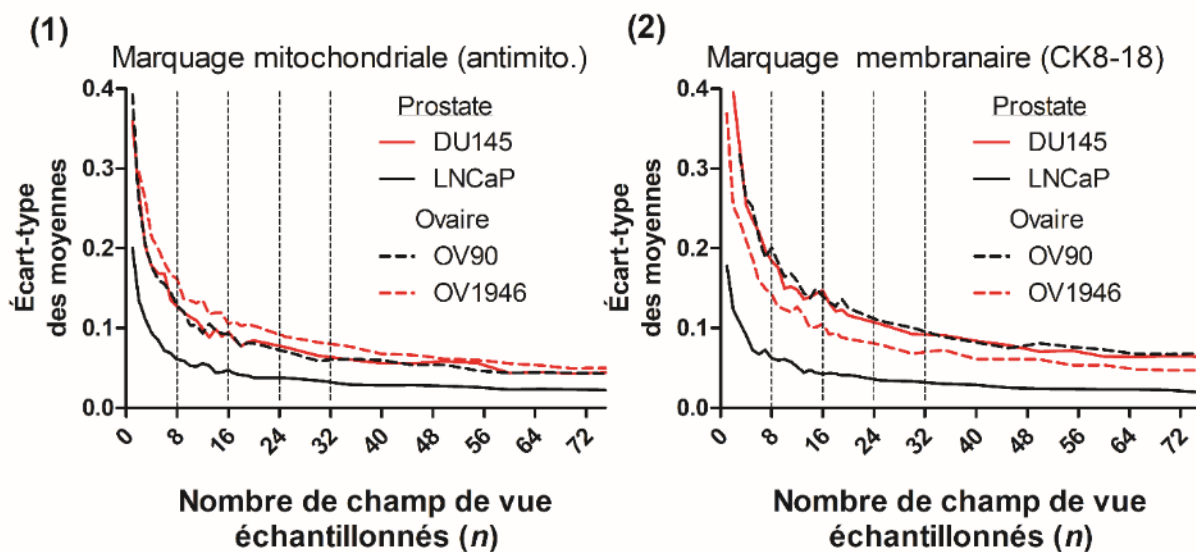 (1)
Marquage mitochondriale (antimito.)
Écart-type
des moyennes
0.4
0.3
0.2
0.1
0.0
Prostate
DU145
LNCaP
Ovaire
OV90
OV1946
0 8 16 24 32 40 48 56 64 72
Nombre de champ de vue
échantillonnés (n)
(2)
Marquage membranaire (CK8-18)
Écart-type
des moyennes
0.4
0.3
0.2
0.1
0.0
Prostate
DU145
LNCaP
Ovaire
OV90
OV1946
0 8 16 24 32 40 48 56 64 72
Nombre de champ de vue
échantillonnés (n)